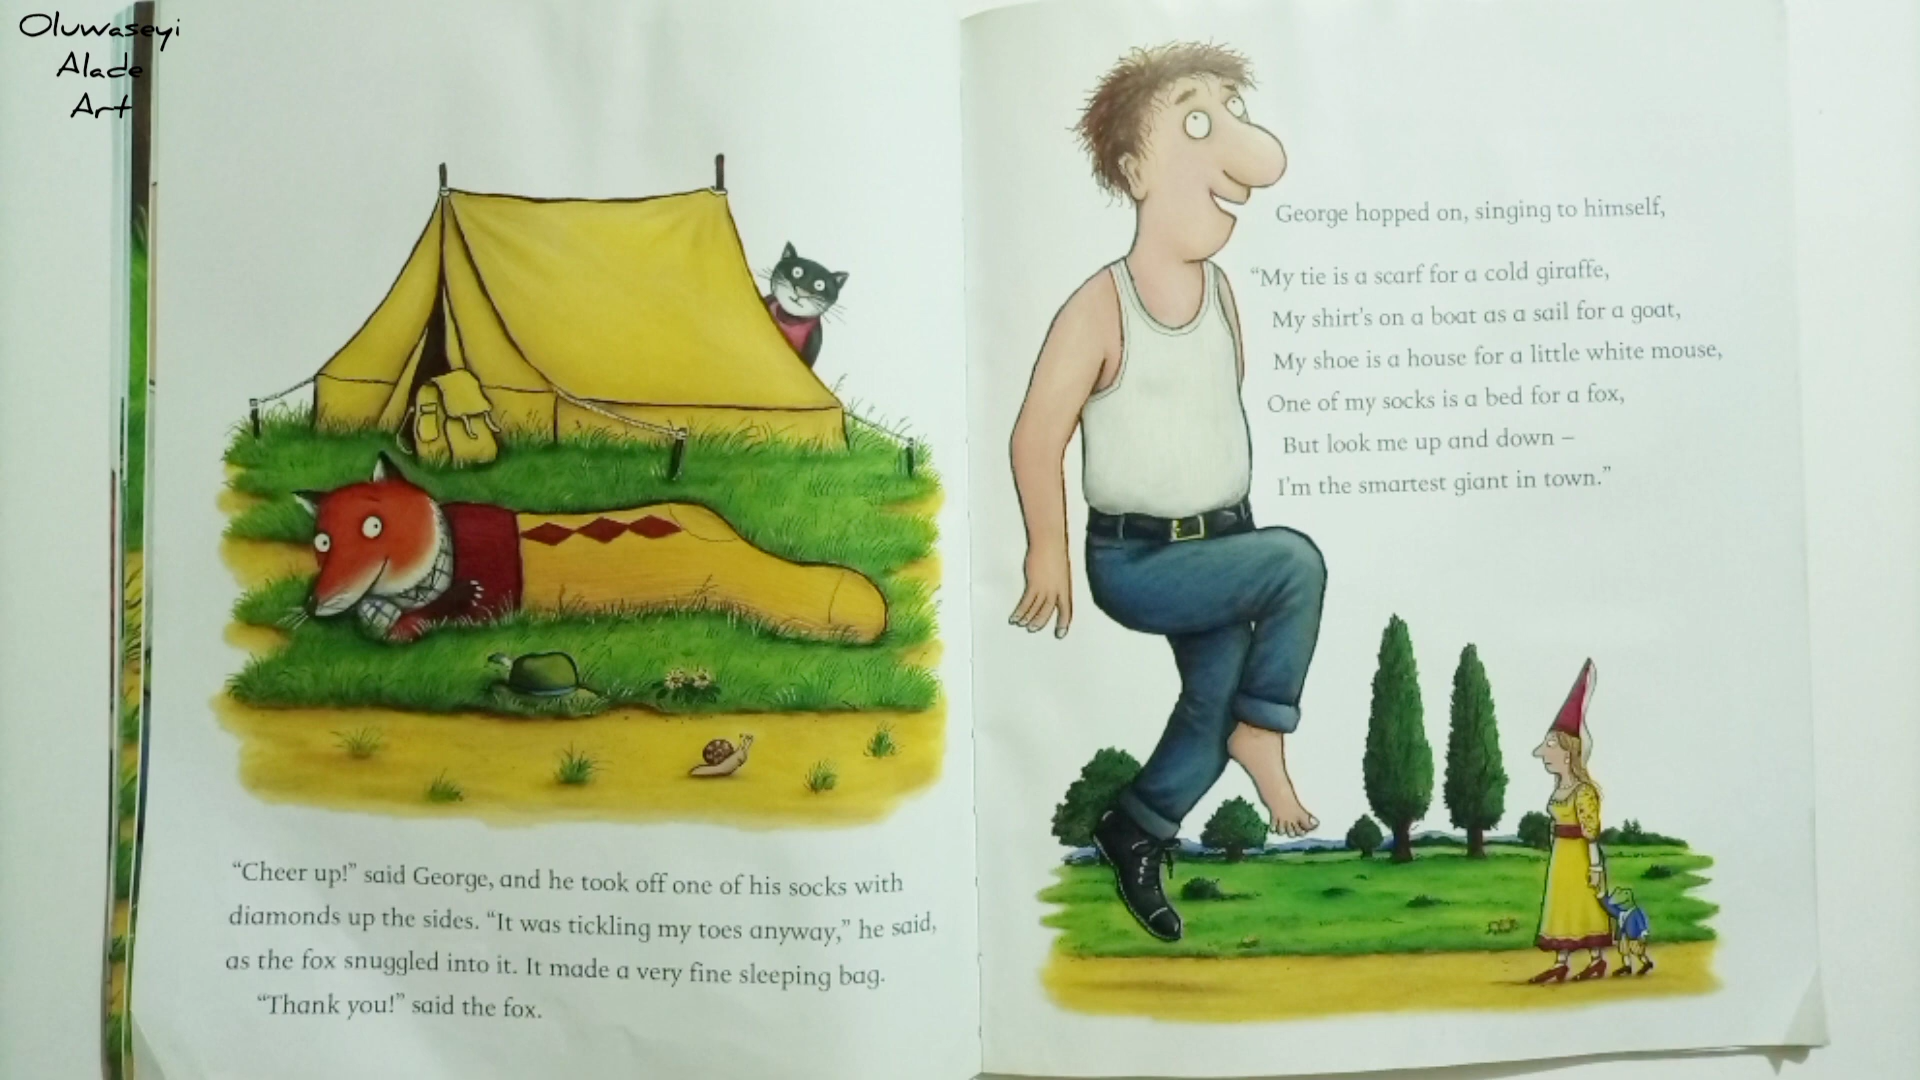 Oluwaseyi
Alade
Art
“Cheer up!” said George, and he took off one of his socks with
diamonds up the sides. “It was tickling my toes anyway,” he said,
as the fox snuggled into it. It made a very fine sleeping bag.
“Thank you!” said the fox.
George hopped on, singing to himself,
“My tie is a scarf for a cold giraffe,
My shirt’s on a boat as a sail for a goat,
My shoe is a house for a little white mouse,
One of my socks is a bed for a fox,
But look me up and down –
I’m the smartest giant in town.”